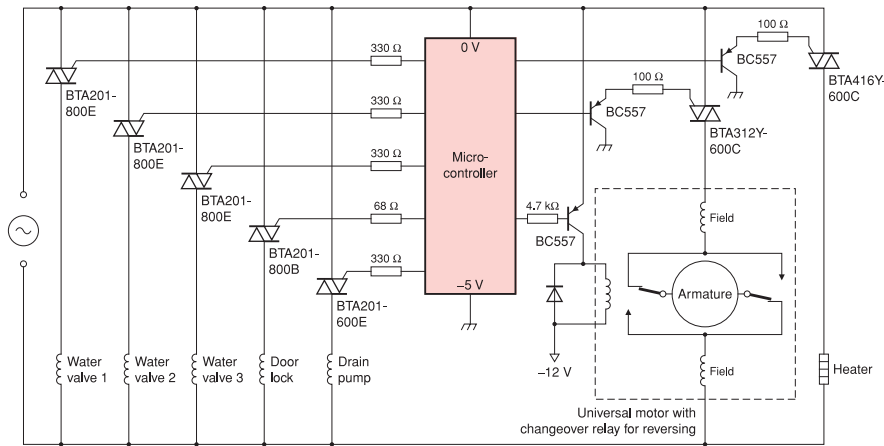 330 Ω
0 V
100 Ω
BC557
BTA416Y-
600C
BTA201-
800E
330 Ω
100 Ω
BC557
BTA312Y-
600C
BTA201-
800E
330 Ω
Micro-
controller
BTA201-
800E
68 Ω
4.7 kΩ
BC557
Field
BTA201-
800B
330 Ω
–5 V
BTA201-
600E
Armature
–12 V
Water
valve 1
Water
valve 2
Water
valve 3
Door
lock
Drain
pump
Field
Heater
Universal motor with
changeover relay for reversing